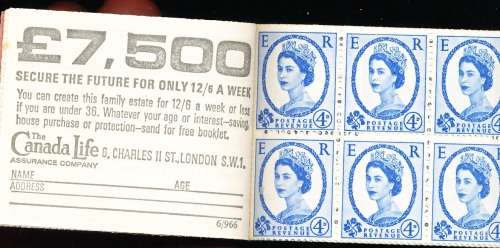 £7,500
SECURE THE FUTURE FOR ONLY 12/6 A WEEK
You can create this family estate for 12/6 a week or less
if you are under 36. Whatever your age or interest–saving,
house purchase or protection–send for free booklet.
The
Canada Life 6, CHARLES II ST., LONDON S.W.1.
ASSURANCE COMPANY
NAME
ADDRESS AGE
6/966
E R
4d
POSTAGE
REVENUE
E R
4d
POSTAGE
REVENUE
E
4d
POSTAGE
REVENUE
E R
4d
POSTAGE
REVENUE
E R
4d
POSTAGE
REVENUE
E
4d
POSTAGE
REVENUE